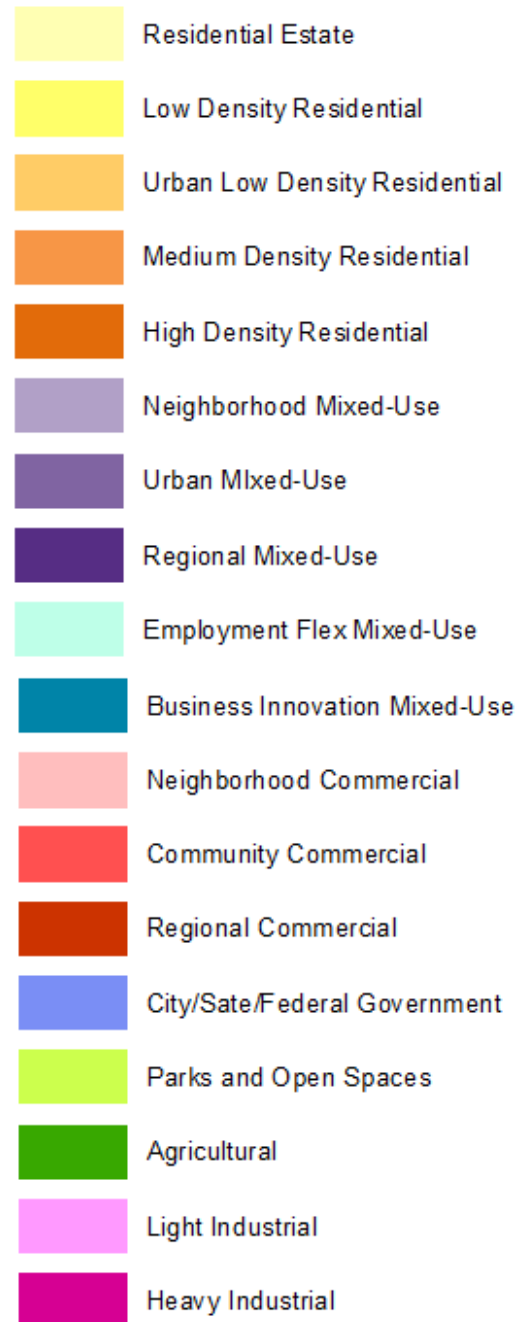 Residential Estate
Low Density Residential
Urban Low Density Residential
Medium Density Residential
High Density Residential
Neighborhood Mixed-Use
Urban MIxed-Use
Regional Mixed-Use
Employment Flex Mixed-Use
Business Innovation Mixed-Use
Neighborhood Commercial
Community Commercial
Regional Commercial
City/Sate/Federal Government
Parks and Open Spaces
Agricultural
Light Industrial
Heavy Industrial